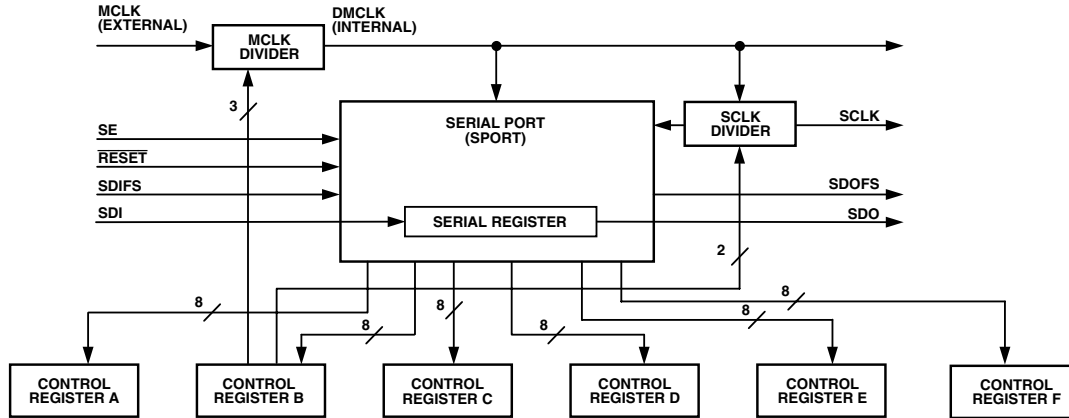 MCLK
(EXTERNAL)
MCLK
DIVIDER
DMCLK
(INTERNAL)
3
SE
RESET
SDIFS
SDI
SERIAL PORT
(SPORT)
SERIAL REGISTER
SCLK
DIVIDER
SCLK
SDOFS
SDO
2
8
8
8
8
8
8
CONTROL
REGISTER A
CONTROL
REGISTER B
CONTROL
REGISTER C
CONTROL
REGISTER D
CONTROL
REGISTER E
CONTROL
REGISTER F